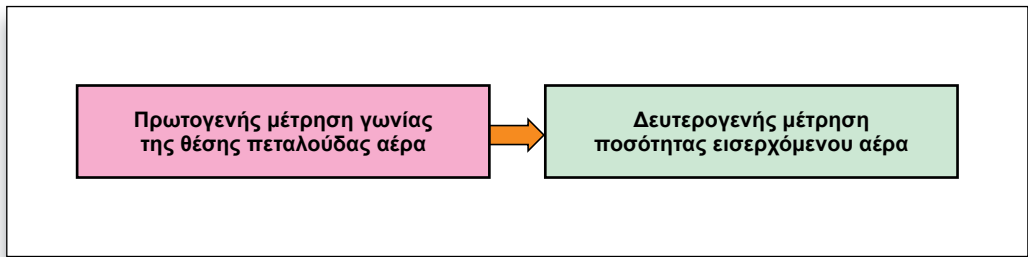 Πρωτογενής μέτρηση γωνίας
της θέσης πεταλούδας αέρα
Δευτερογενής μέτρηση
ποσότητας εισερχόμενου αέρα